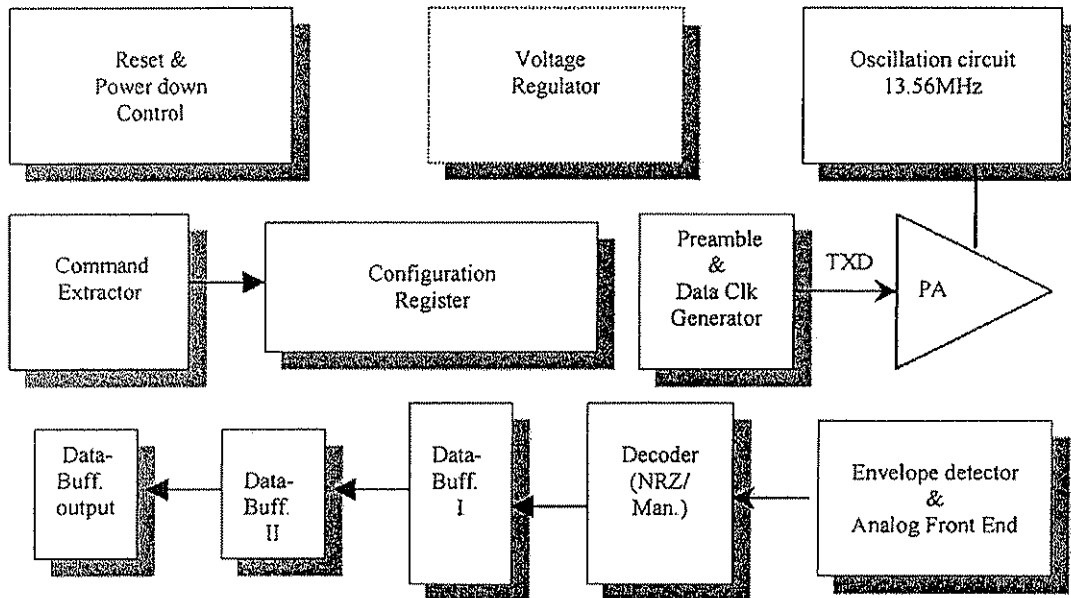 Reset &
Power down
Control
Voltage
Regulator
Oscillation circuit
13.56MHz
Command
Extractor
Configuration
Register
Preamble
&
Data Clk
Generator
TXD
PA
Data-
Buff.
output
Data-
Buff.
II
Data-
Buff.
I
Decoder
(NRZ/
Man.)
Envelope detector
&
Analog Front End